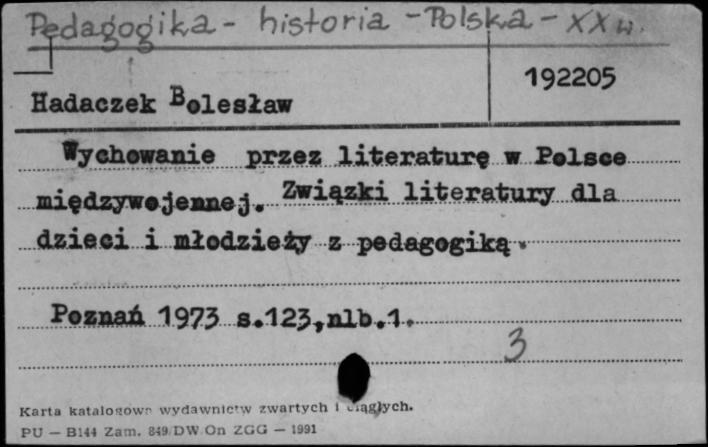 Pedagogika - historia - Polska - XX w.
192205
Hadaczek Bolesław
Wychowanie przez literaturę w Polsce
międzywojennej. Związki literatury dla
dzieci i młodzieży z pedagogiką.
Poznań 1973 s.123,nlb.1.
3
Karta katalogowa wydawnictw zwartych i ciągłych.
PU — B144 Zam. 849/DW On ZGG — 1991